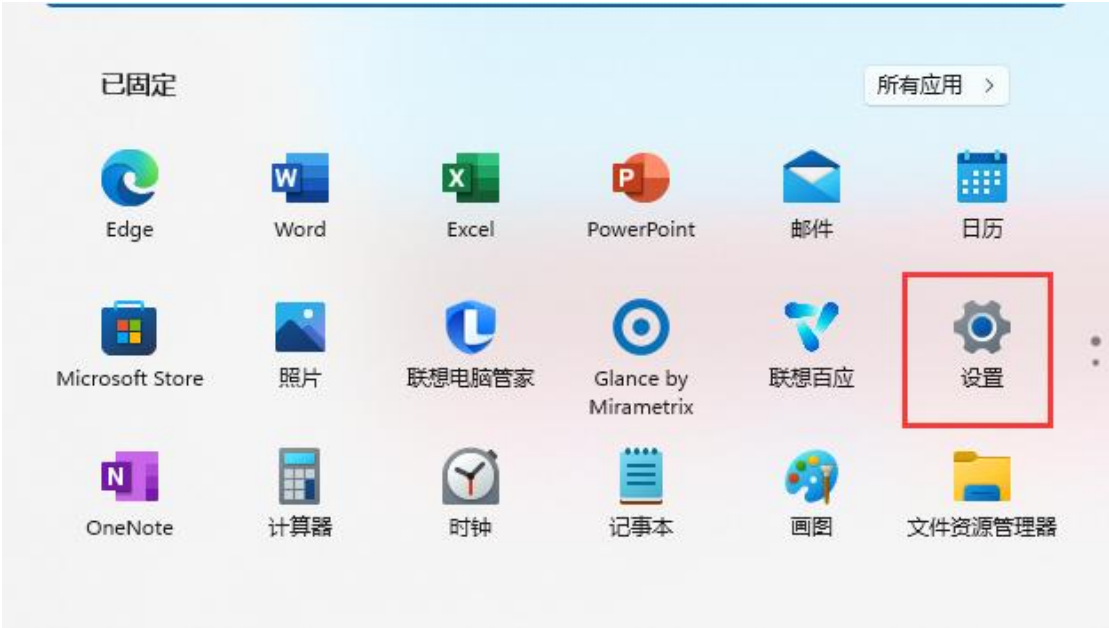 已固定
所有应用
Edge
Word
Excel
PowerPoint
邮件
日历
Microsoft Store
照片
联想电脑管家
Glance by
Mirametrix
联想百应
设置
OneNote
计算器
时钟
记事本
画图
文件资源管理器